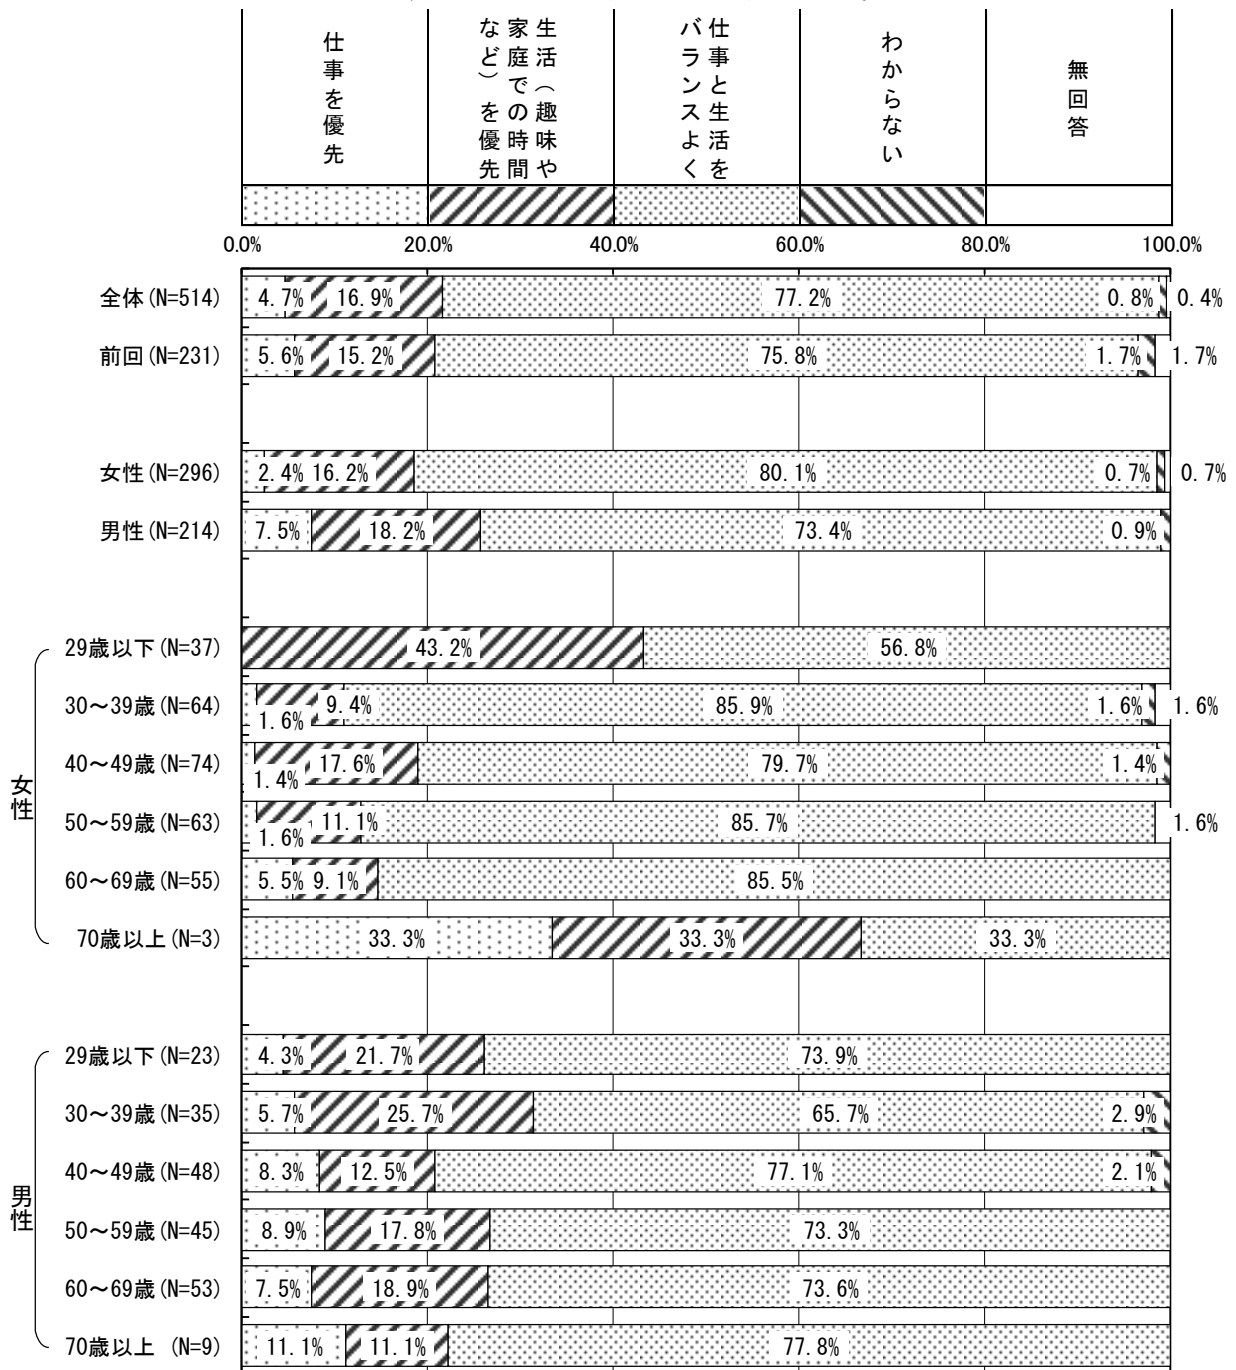 仕事を優先
生活（趣味や
家庭での時間
など）を優先
仕事と生活を
バランスよく
わからない
無回答
0.0% 20.0% 40.0% 60.0% 80.0% 100.0%
全体(N=514) 4.7% 16.9% 77.2% 0.8% 0.4%
前回(N=231) 5.6% 15.2% 75.8% 1.7% 1.7%
女性(N=296) 2.4% 16.2% 80.1% 0.7% 0.7%
男性(N=214) 7.5% 18.2% 73.4% 0.9%
女性
29歳以下(N=37) 43.2% 56.8%
30～39歳(N=64) 1.6% 9.4% 85.9% 1.6% 1.6%
40～49歳(N=74) 1.4% 17.6% 79.7% 1.4%
50～59歳(N=63) 1.6% 11.1% 85.7% 1.6%
60～69歳(N=55) 5.5% 9.1% 85.5%
70歳以上(N=3) 33.3% 33.3% 33.3%
男性
29歳以下(N=23) 4.3% 21.7% 73.9%
30～39歳(N=35) 5.7% 25.7% 65.7% 2.9%
40～49歳(N=48) 8.3% 12.5% 77.1% 2.1%
50～59歳(N=45) 8.9% 17.8% 73.3%
60～69歳(N=53) 7.5% 18.9% 73.6%
70歳以上 (N=9) 11.1% 11.1% 77.8%